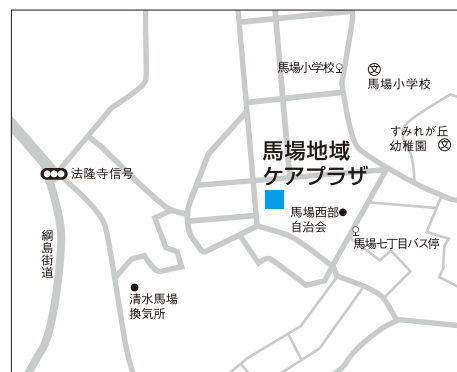 馬場小学校
文
馬場小学校
すみれが丘
幼稚園
文
馬場地域
ケアプラザ
法隆寺信号
馬場西部
自治会
馬場七丁目バス停
綱島街道
清水馬場
換気所